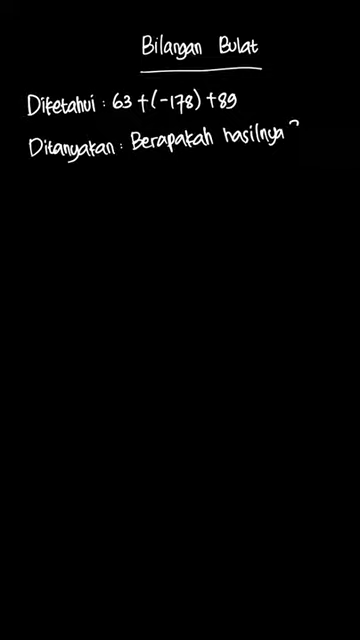 Bilangan Bulat
Diketahui : 63 + (-178) + 89
Ditanyakan : Berapakah hasilnya ?